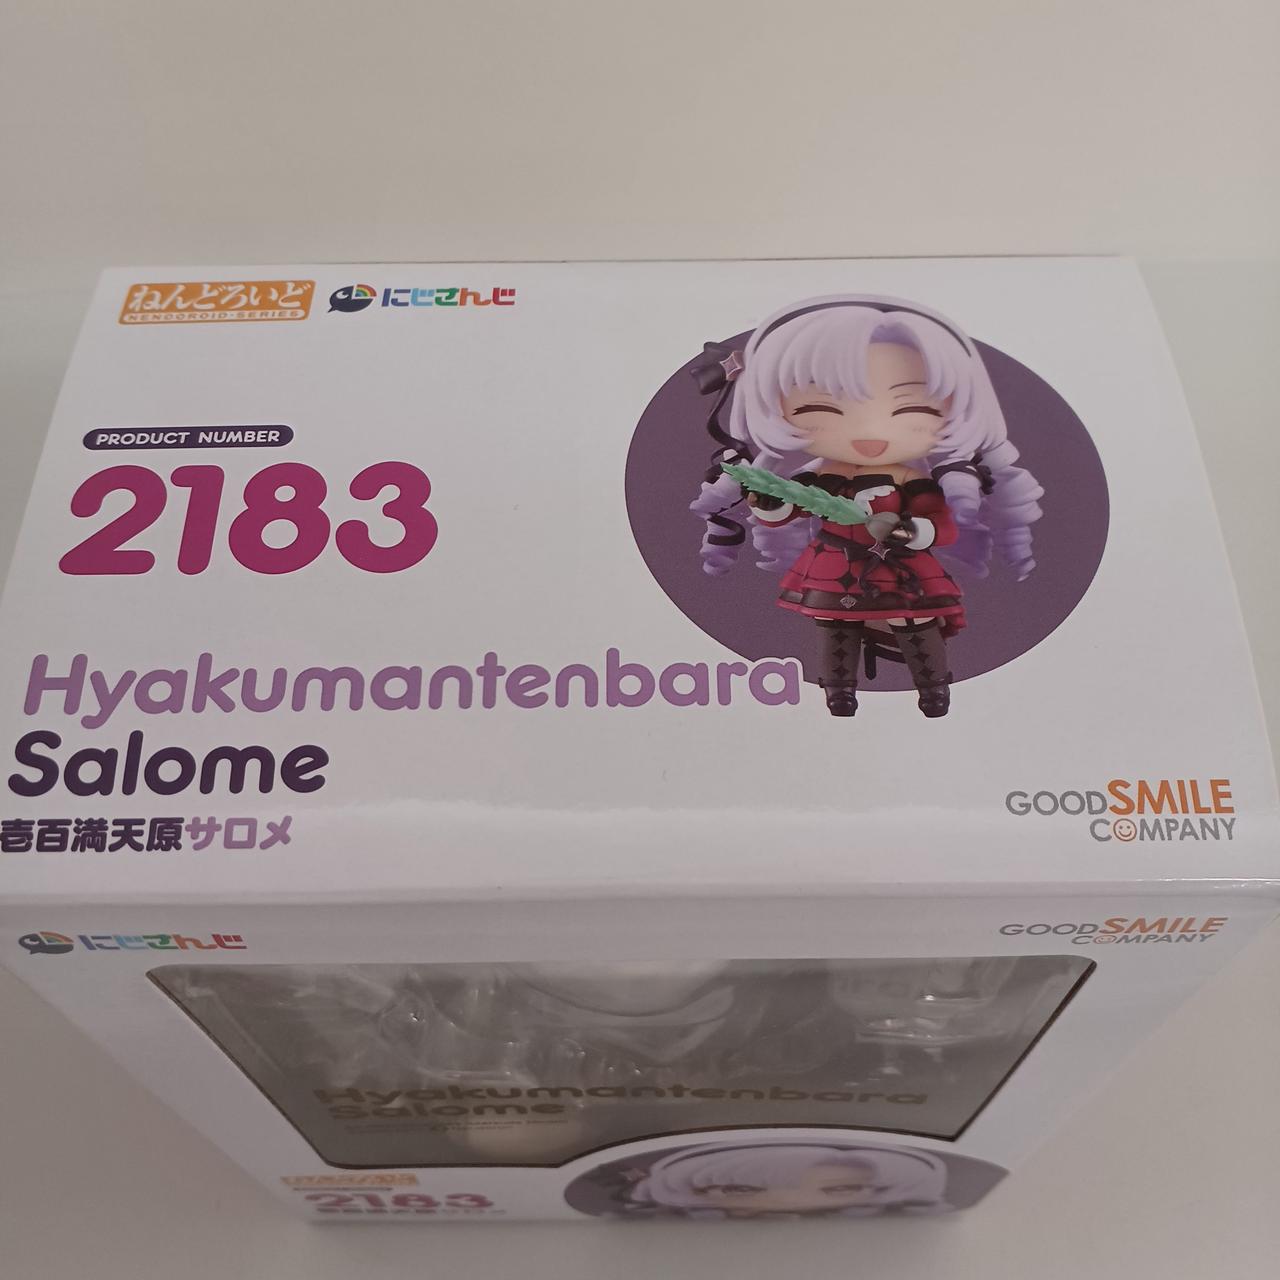 ねんどろいど
NENDOROID·SERIES
にじさんじ
PRODUCT NUMBER
2183
Hyakumantenbara
Salome
壱百満天原サロメ
GOODSMILE
COMPANY
にじさんじ
GOODSMILE
COMPANY
Hyakumantenbara
Salome
2183